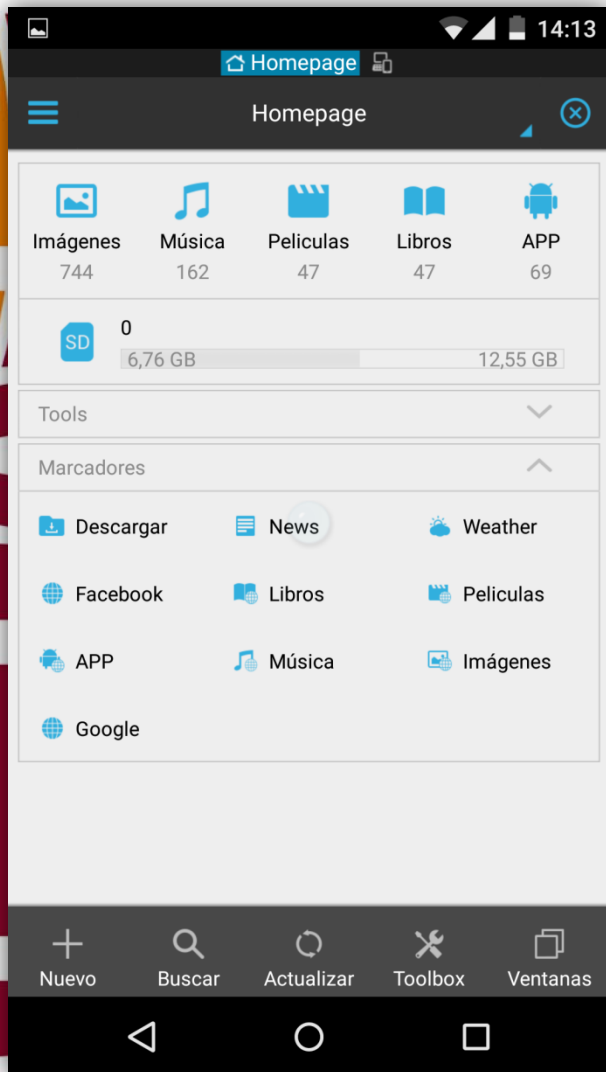 14:13
Homepage
Homepage
Imágenes Música Peliculas Libros APP
744 162 47 47 69
SD 0
6,76 GB 12,55 GB
Tools
Marcadores
Descargar News Weather
Facebook Libros Peliculas
APP Música Imágenes
Google
Nuevo Buscar Actualizar Toolbox Ventanas